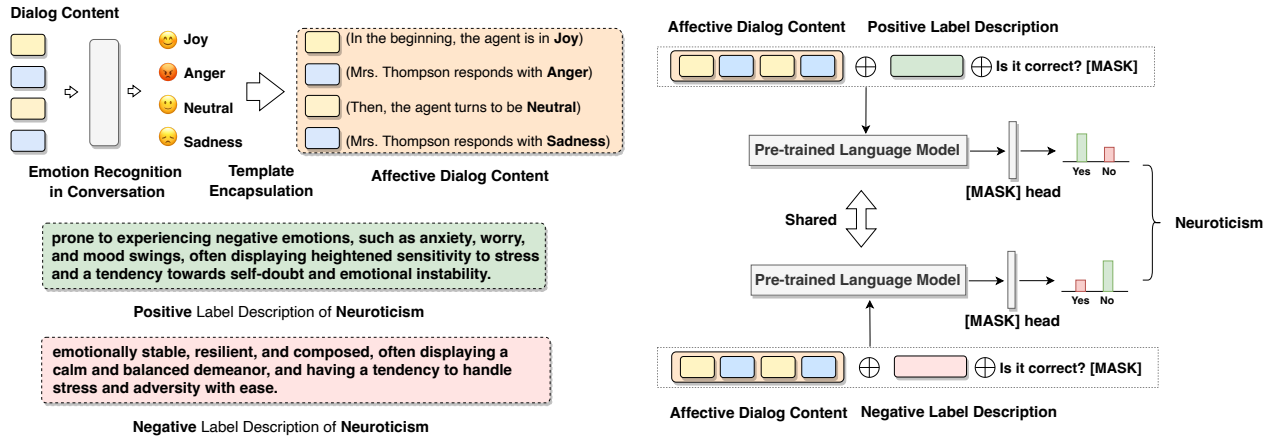 Dialog Content
Joy
Anger
Neutral
Sadness
Emotion Recognition
in Conversation
Template
Encapsulation
(In the beginning, the agent is in Joy)
(Mrs. Thompson responds with Anger)
(Then, the agent turns to be Neutral)
(Mrs. Thompson responds with Sadness)
Affective Dialog Content
prone to experiencing negative emotions, such as anxiety, worry,
and mood swings, often displaying heightened sensitivity to stress
and a tendency towards self-doubt and emotional instability.
Positive Label Description of Neuroticism
emotionally stable, resilient, and composed, often displaying a
calm and balanced demeanor, and having a tendency to handle
stress and adversity with ease.
Negative Label Description of Neuroticism
Affective Dialog Content
Positive Label Description
Is it correct? [MASK]
Pre-trained Language Model
[MASK] head
Yes No
Shared
Neuroticism
Pre-trained Language Model
[MASK] head
Yes No
Is it correct? [MASK]
Affective Dialog Content
Negative Label Description